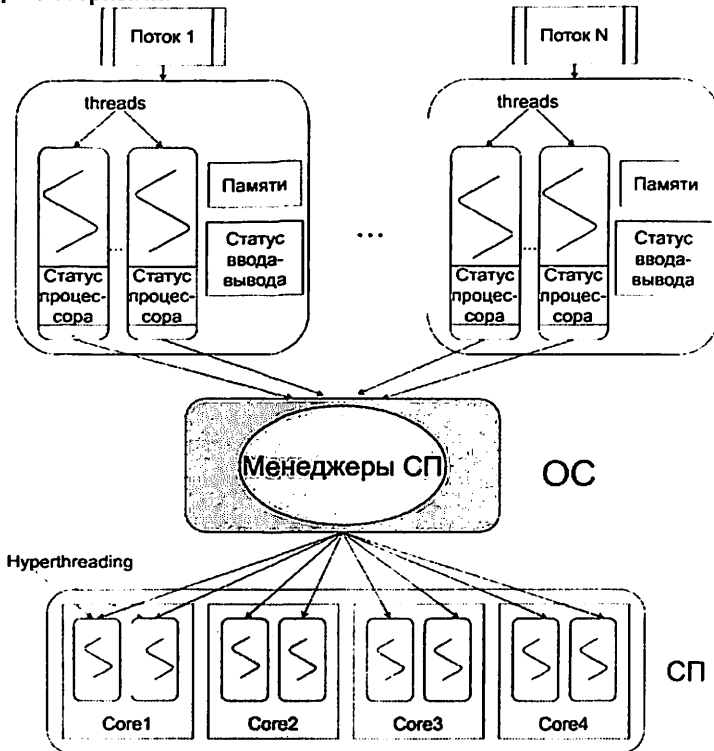 Поток 1
Поток N
threads
threads
Памяти
Статус
ввода-
вывода
Статус
процес-
сора
Статус
процес-
сора
...
...
Памяти
Статус
ввода-
вывода
Статус
процес-
сора
Статус
процес-
сора
...
Менеджеры СП
ОС
Hyperthreading
Core1
Core2
Core3
Core4
СП